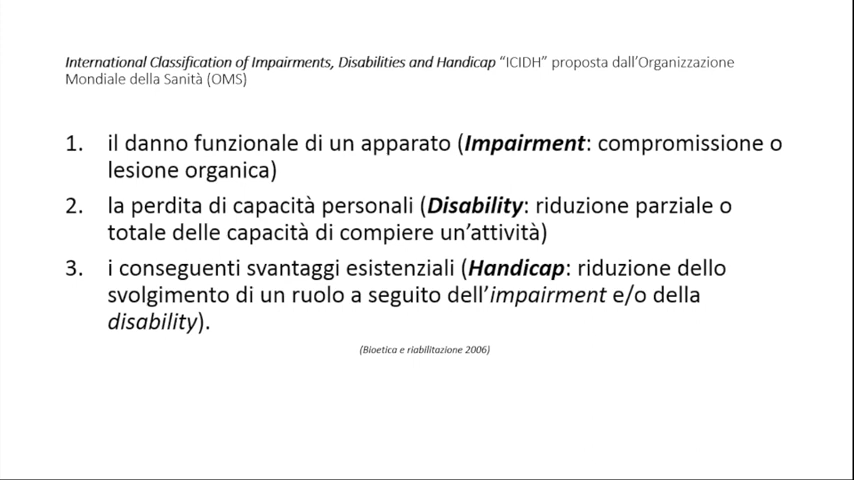 International Classification of Impairments, Disabilities and Handicap “ICIDH” proposta dall’Organizzazione
Mondiale della Sanità (OMS)
1. il danno funzionale di un apparato (Impairment: compromissione o
lesione organica)
2. la perdita di capacità personali (Disability: riduzione parziale o
totale delle capacità di compiere un’attività)
3. i conseguenti svantaggi esistenziali (Handicap: riduzione dello
svolgimento di un ruolo a seguito dell’impairment e/o della
disability).
(Bioetica e riabilitazione 2006)